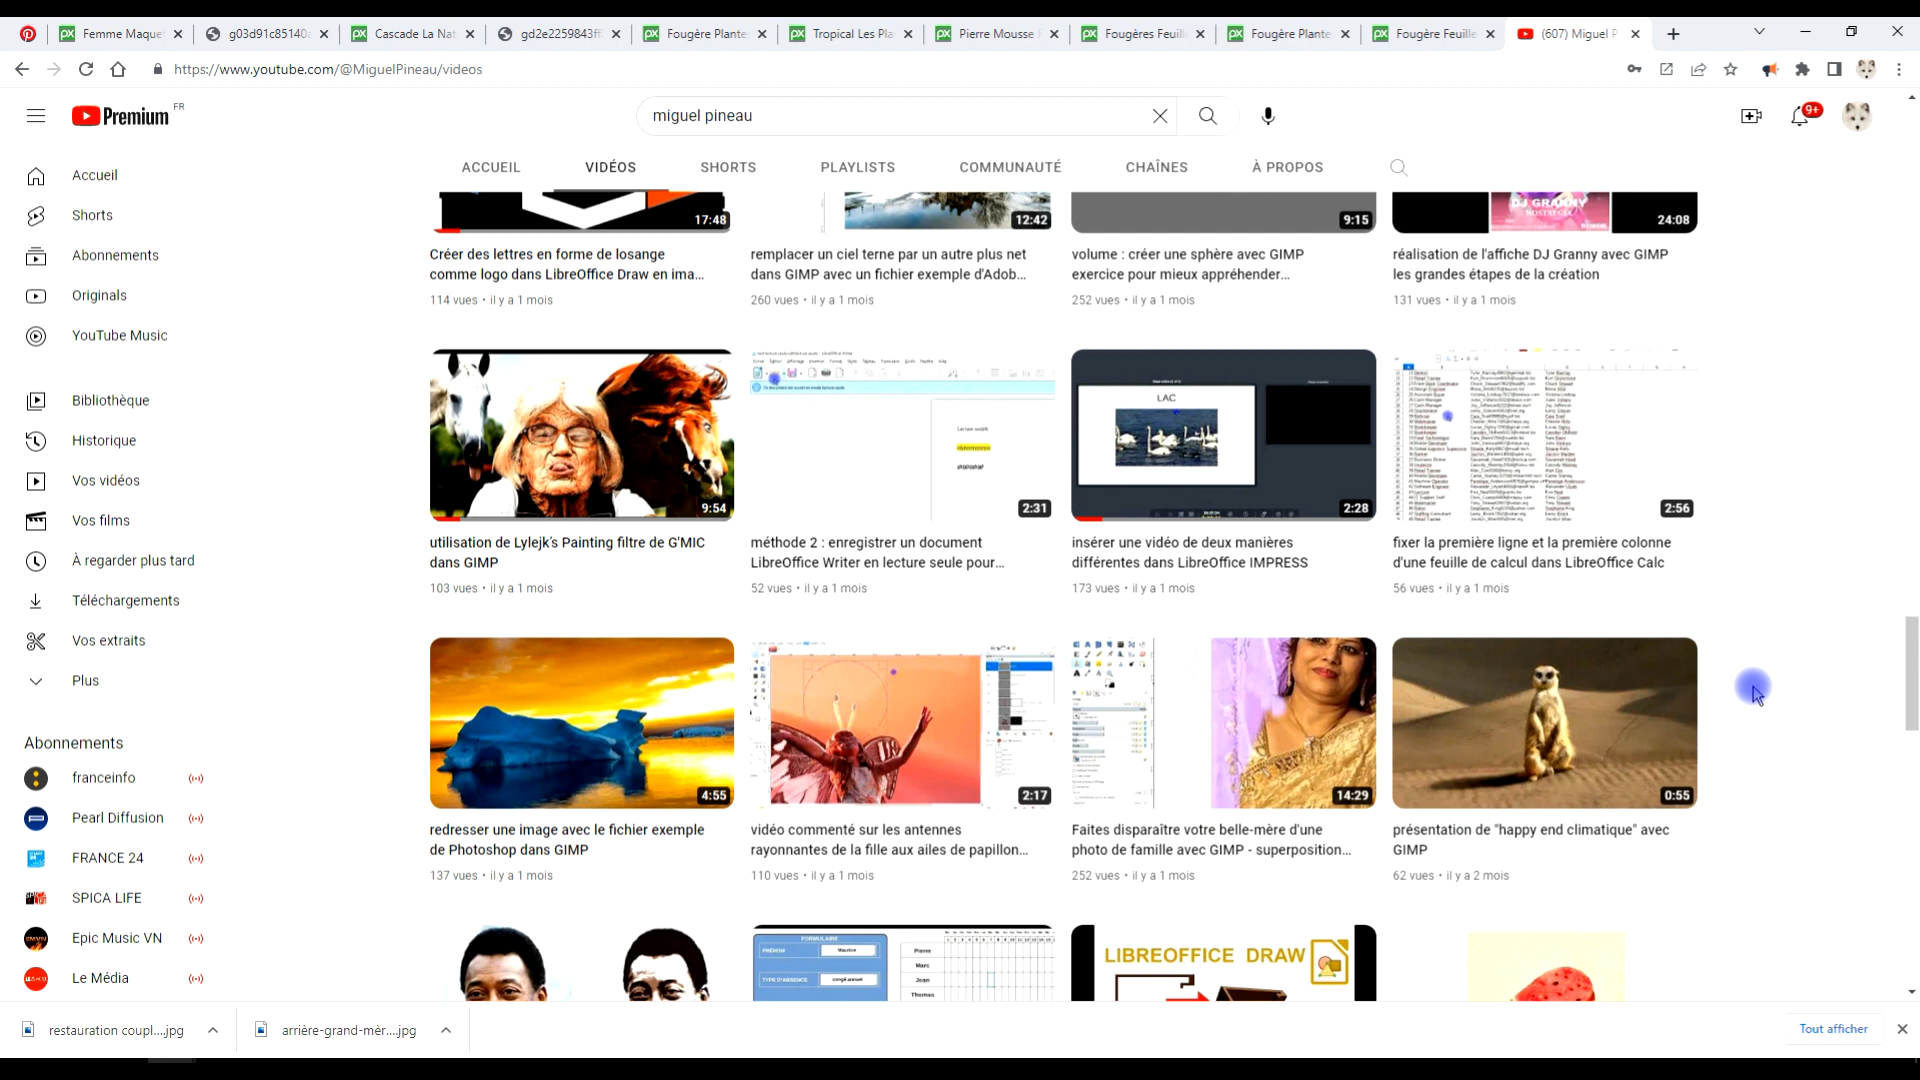 Femme Maque
g03d91c85140a
Cascade La Nat
gd2e2259843ff
Fougère Plante
Tropical Les Pla
Pierre Mousse
Fougères Feuill
Fougère Plante
Fougère Feuille
(607) Miguel P
https://www.youtube.com/@MiguelPineau/videos
Premium FR
miguel pineau
9+
ACCUEIL VIDÉOS SHORTS PLAYLISTS COMMUNAUTÉ CHAÎNES À PROPOS
Accueil
Shorts
Abonnements
Originals
YouTube Music
Bibliothèque
Historique
Vos vidéos
Vos films
À regarder plus tard
Téléchargements
Vos extraits
Plus
Abonnements
franceinfo
Pearl Diffusion
FRANCE 24
SPICA LIFE
Epic Music VN
Le Média
17:48
Créer des lettres en forme de losange
comme logo dans LibreOffice Draw en ima...
114 vues • il y a 1 mois
12:42
remplacer un ciel terne par un autre plus net
dans GIMP avec un fichier exemple d'Adob...
260 vues • il y a 1 mois
9:15
volume : créer une sphère avec GIMP
exercice pour mieux appréhender...
252 vues • il y a 1 mois
DJ GRANNY
NOSTALGIA
24:08
réalisation de l'affiche DJ Granny avec GIMP
les grandes étapes de la création
131 vues • il y a 1 mois
9:54
utilisation de Lylejk's Painting filtre de G'MIC
dans GIMP
103 vues • il y a 1 mois
2:31
méthode 2 : enregistrer un document
LibreOffice Writer en lecture seule pour...
52 vues • il y a 1 mois
LAC
2:28
insérer une vidéo de deux manières
différentes dans LibreOffice IMPRESS
173 vues • il y a 1 mois
2:56
fixer la première ligne et la première colonne
d'une feuille de calcul dans LibreOffice Calc
56 vues • il y a 1 mois
4:55
redresser une image avec le fichier exemple
de Photoshop dans GIMP
137 vues • il y a 1 mois
2:17
vidéo commenté sur les antennes
rayonnantes de la fille aux ailes de papillon...
110 vues • il y a 1 mois
14:29
Faites disparaître votre belle-mère d'une
photo de famille avec GIMP - superposition...
252 vues • il y a 1 mois
0:55
présentation de "happy end climatique" avec
GIMP
62 vues • il y a 2 mois
FORMULAIRE
PRÉNOM Maurice
TYPE D'ABSENCE congé annuel
Pierre
Marc
Jean
Thomas
LIBREOFFICE DRAW
restauration coupl....jpg
arrière-grand-mèr....jpg
Tout afficher